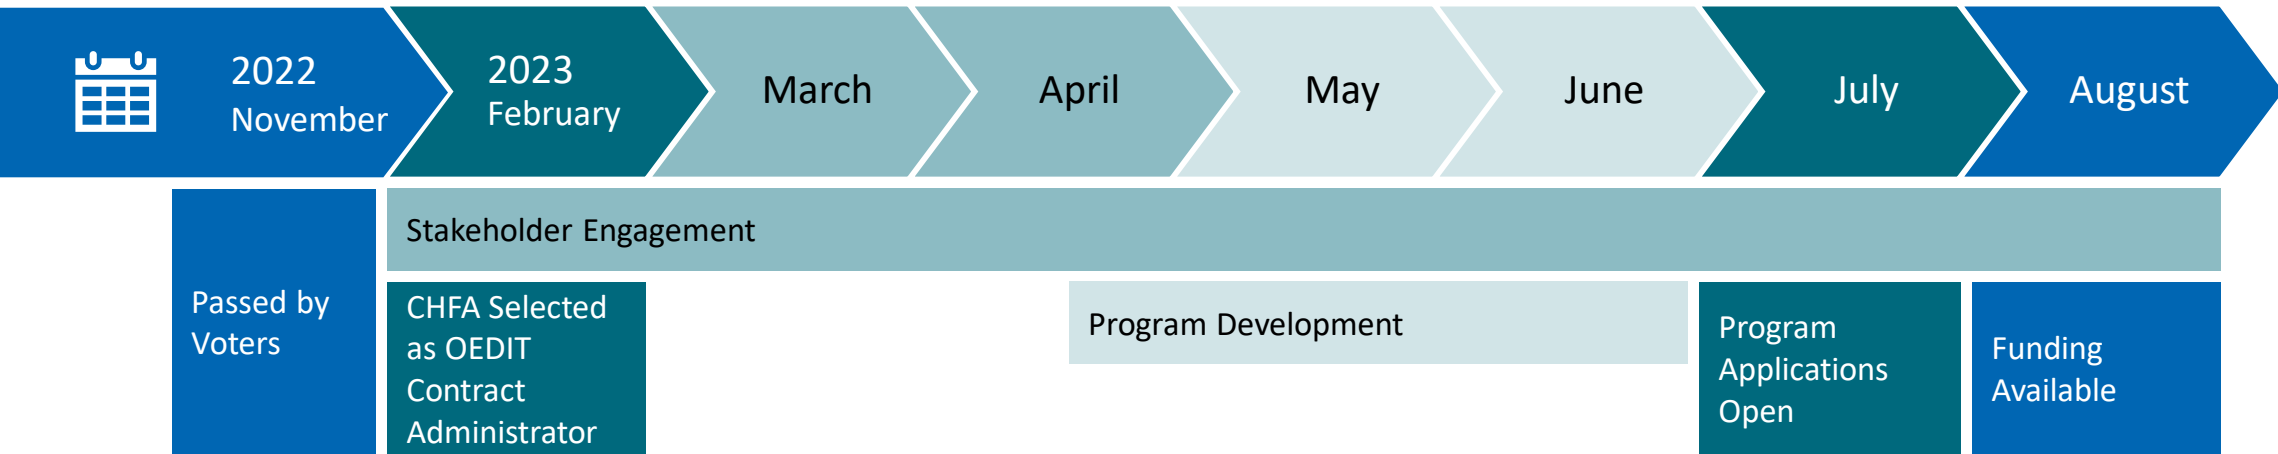 2022
November
2023
February
March
April
May
June
July
August
Stakeholder Engagement
Passed by
Voters
CHFA Selected
as OEDIT
Contract
Administrator
Program Development
Program
Applications
Open
Funding
Available